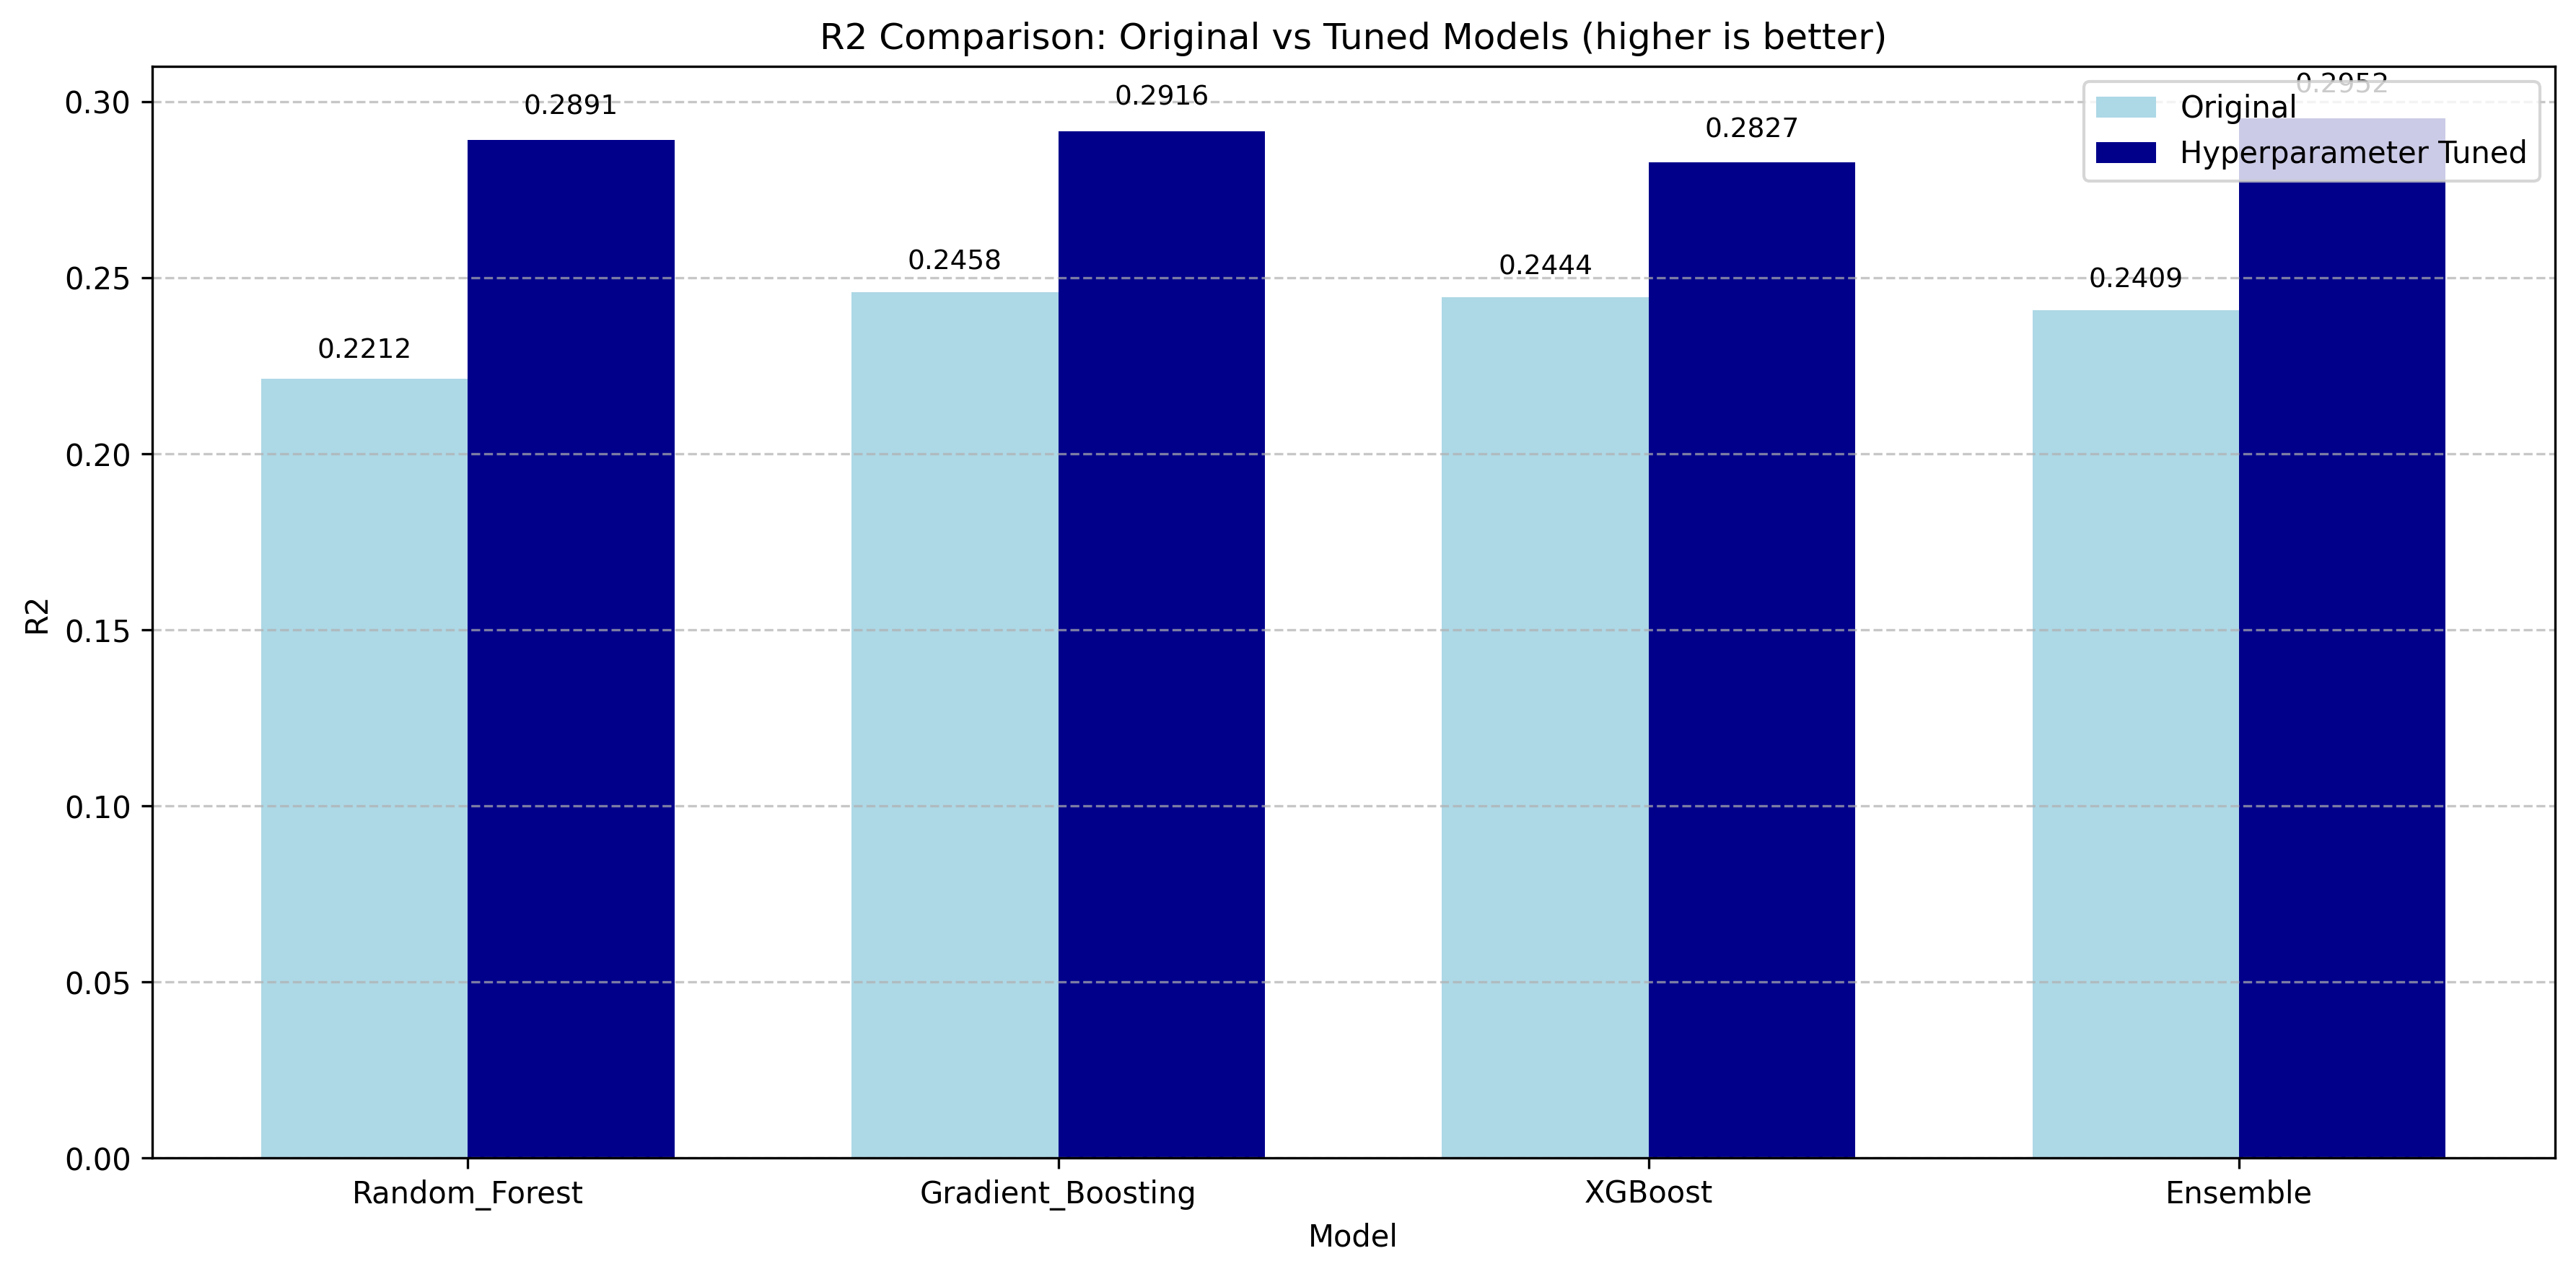 R2 Comparison: Original vs Tuned Models (higher is better)
0.30
0.25
0.20
0.15
0.10
0.05
0.00
R2
0.2212
0.2891
0.2458
0.2916
0.2444
0.2827
0.2409
0.2952
Original
Hyperparameter Tuned
Random_Forest
Gradient_Boosting
XGBoost
Ensemble
Model